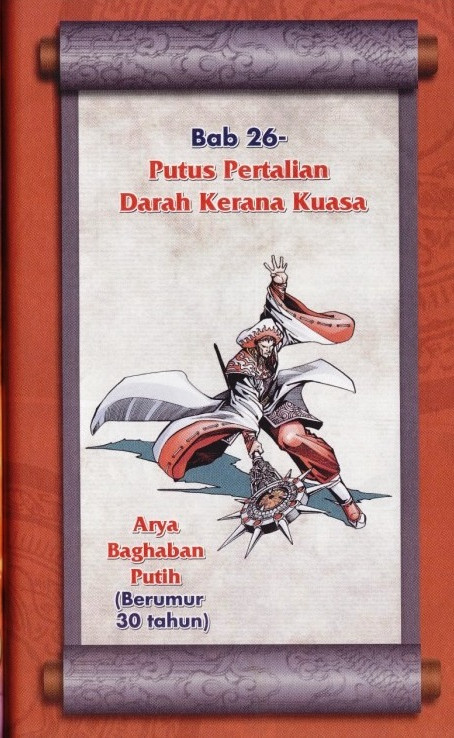 Bab 26-
Putus Pertalian
Darah Kerana Kuasa
Arya
Baghaban
Putih
(Berumur
30 tahun)